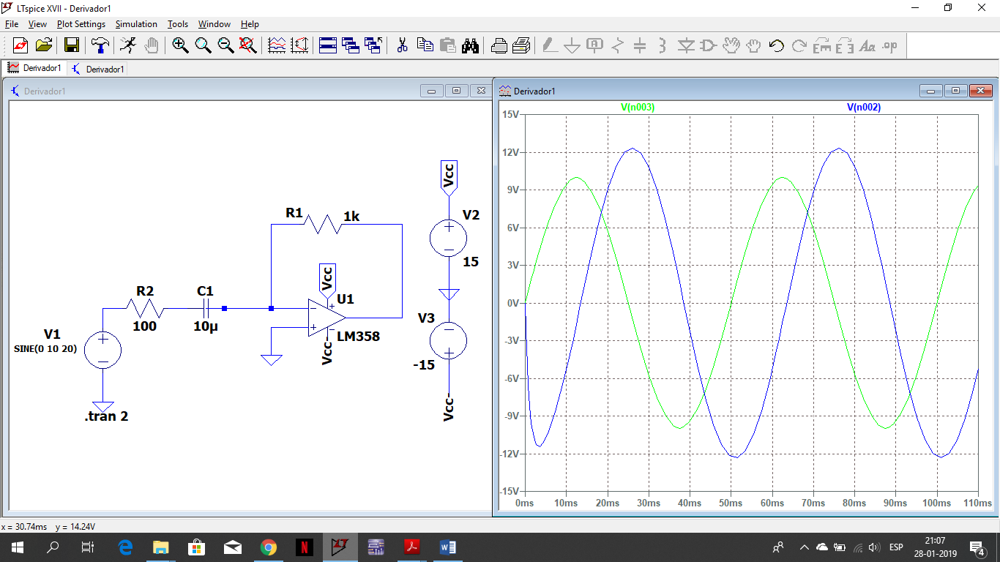 LTspice XVII - Derivador1
File View Plot Settings Simulation Tools Window Help
Derivador1 Derivador1
Derivador1
Derivador1
V(n003) V(n002)
15V
12V
9V
6V
3V
0V
-3V
-6V
-9V
-12V
-15V
0ms 10ms 20ms 30ms 40ms 50ms 60ms 70ms 80ms 90ms 100ms 110ms
Vcc
V2
15
R1 1k
Vcc
U1
R2 C1
100 10µ
V3
V1
SINE(0 10 20)
LM358
Vcc-
-15
Vcc-
.tran 2
x = 30.74ms y = 14.24V
21:07
ESP
28-01-2019
4